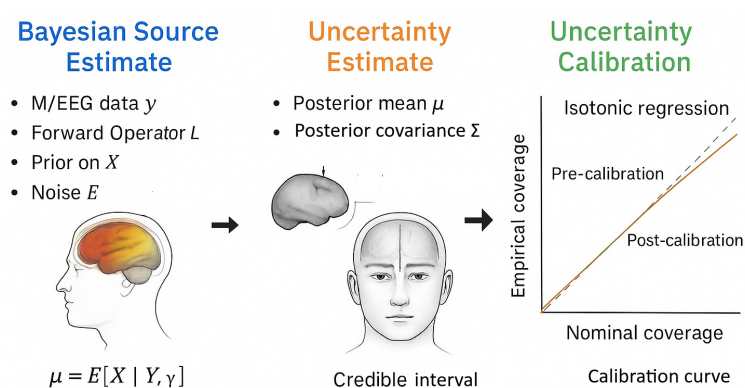 Bayesian Source
Estimate
• M/EEG data y
• Forward Operator L
• Prior on X
• Noise E
μ = E[X | Y, γ]
Uncertainty
Estimate
• Posterior mean μ
• Posterior covariance Σ
Credible interval
Uncertainty
Calibration
Isotonic regression
Pre-calibration
Post-calibration
Empirical coverage
Nominal coverage
Calibration curve